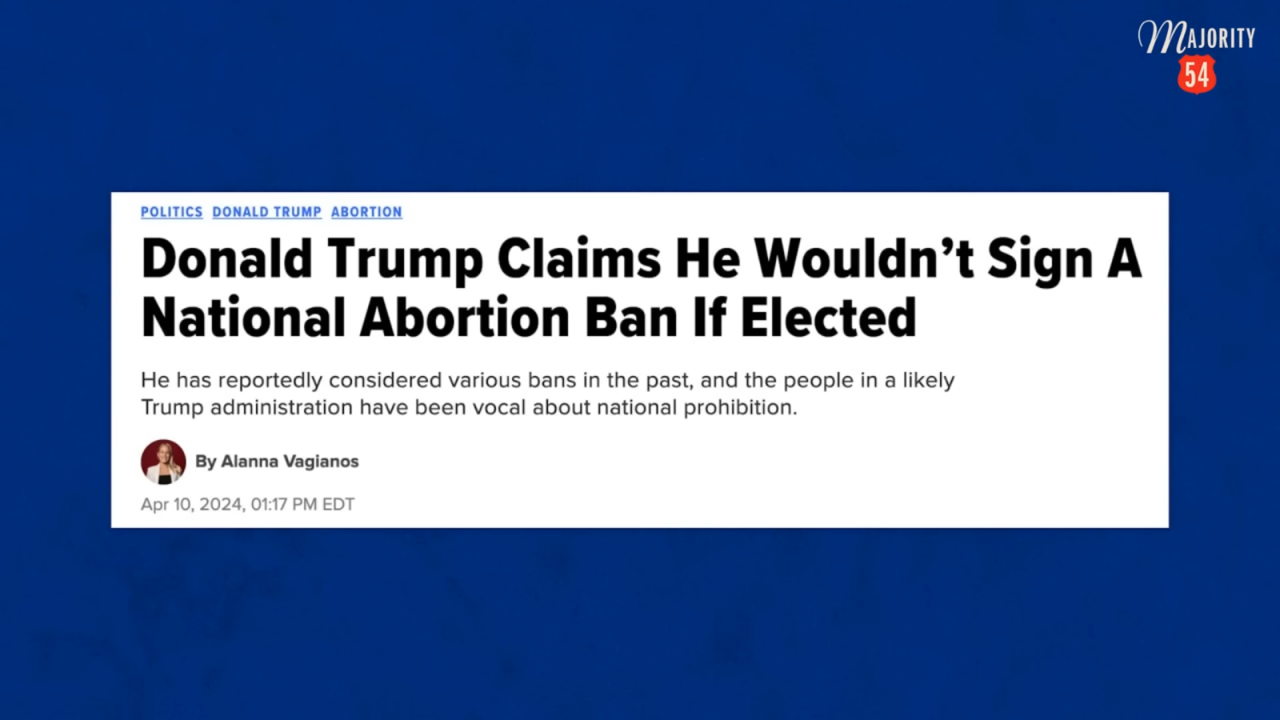 MAJORITY
54
POLITICS DONALD TRUMP ABORTION
Donald Trump Claims He Wouldn’t Sign A
National Abortion Ban If Elected
He has reportedly considered various bans in the past, and the people in a likely
Trump administration have been vocal about national prohibition.
By Alanna Vagianos
Apr 10, 2024, 01:17 PM EDT